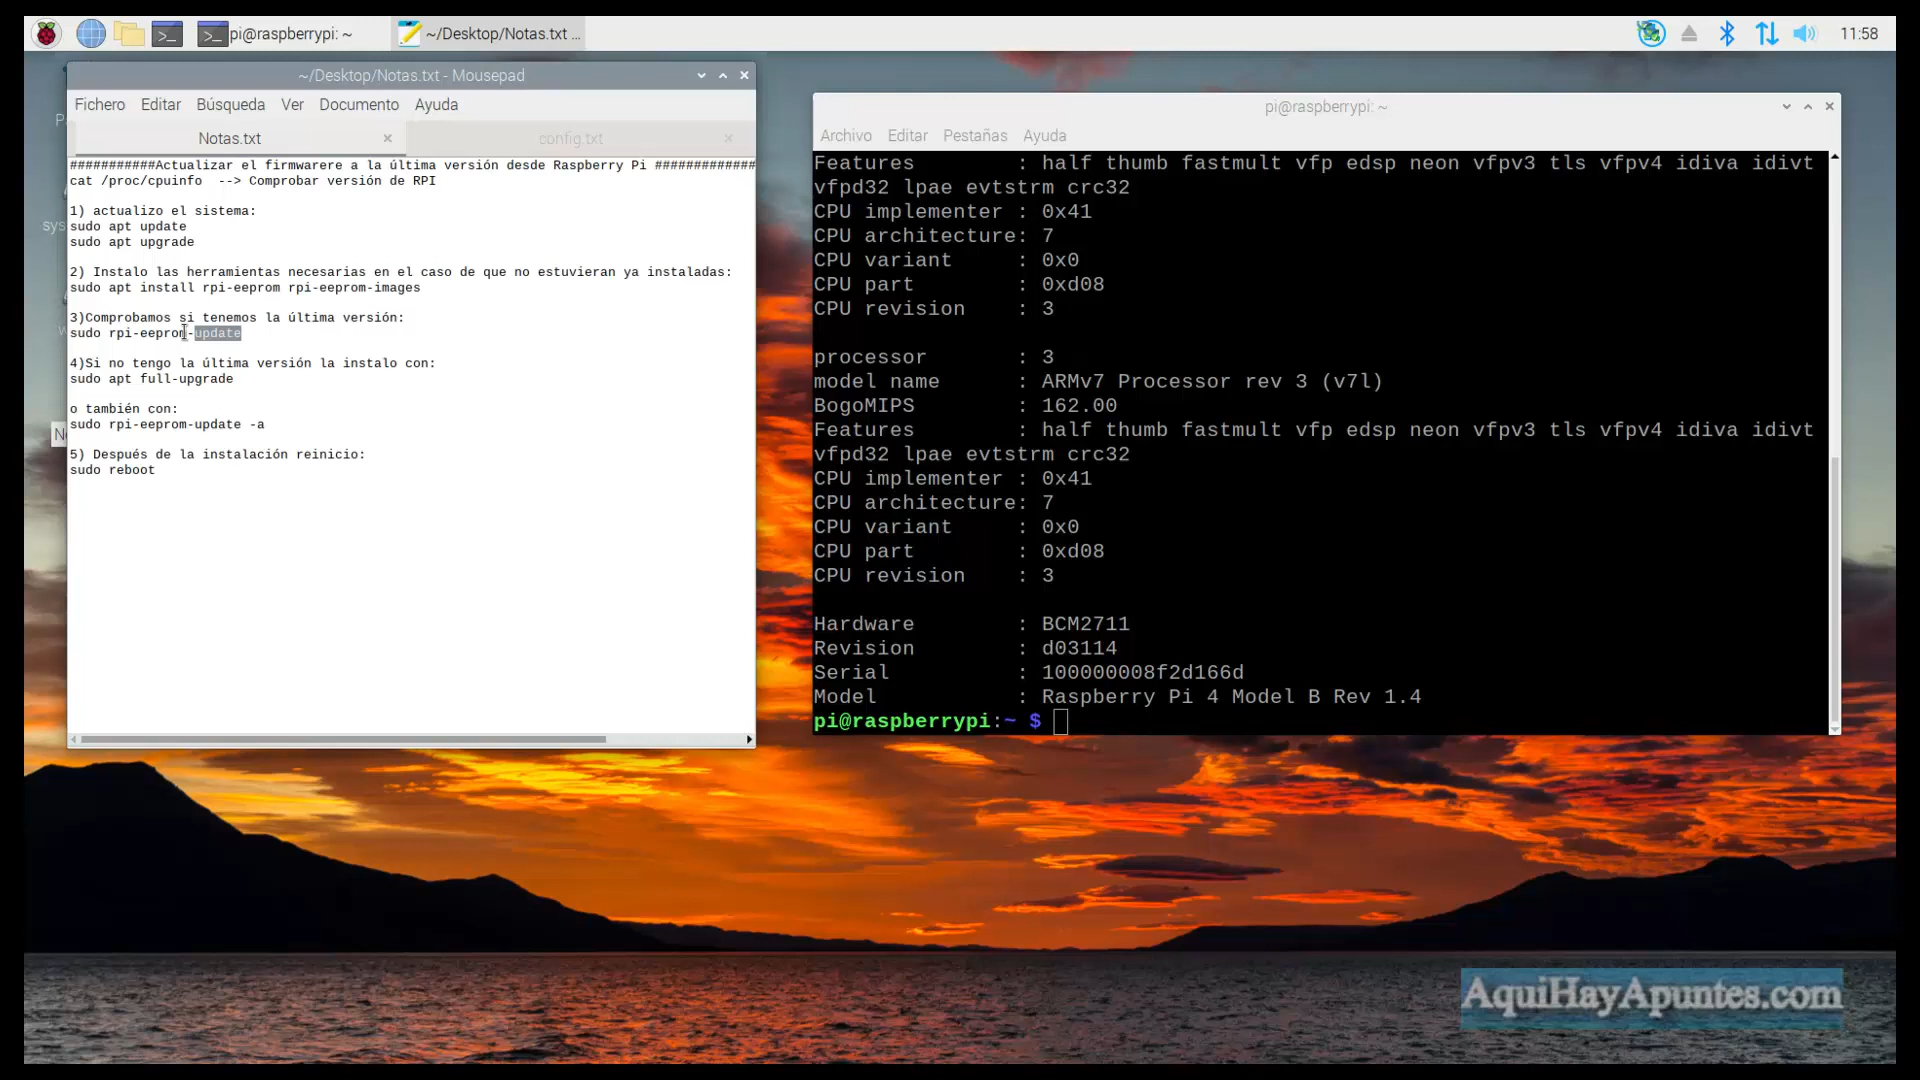 pi@raspberrypi: ~
~/Desktop/Notas.txt ...
11:58
~/Desktop/Notas.txt - Mousepad
Fichero Editar Búsqueda Ver Documento Ayuda
Notas.txt
config.txt
###########Actualizar el firmwarere a la última versión desde Raspberry Pi #############
cat /proc/cpuinfo  --> Comprobar versión de RPI
1) actualizo el sistema:
sudo apt update
sudo apt upgrade
2) Instalo las herramientas necesarias en el caso de que no estuvieran ya instaladas:
sudo apt install rpi-eeprom rpi-eeprom-images
3)Comprobamos si tenemos la última versión:
sudo rpi-eeprom-update
4)Si no tengo la última versión la instalo con:
sudo apt full-upgrade
o también con:
sudo rpi-eeprom-update -a
5) Después de la instalación reinicio:
sudo reboot
pi@raspberrypi: ~
Archivo Editar Pestañas Ayuda
Features : half thumb fastmult vfp edsp neon vfpv3 tls vfpv4 idiva idivt
vfpd32 lpae evtstrm crc32
CPU implementer : 0x41
CPU architecture: 7
CPU variant : 0x0
CPU part : 0xd08
CPU revision : 3
processor : 3
model name : ARMv7 Processor rev 3 (v7l)
BogoMIPS : 162.00
Features : half thumb fastmult vfp edsp neon vfpv3 tls vfpv4 idiva idivt
vfpd32 lpae evtstrm crc32
CPU implementer : 0x41
CPU architecture: 7
CPU variant : 0x0
CPU part : 0xd08
CPU revision : 3
Hardware : BCM2711
Revision : d03114
Serial : 100000008f2d166d
Model : Raspberry Pi 4 Model B Rev 1.4
pi@raspberrypi:~ $
AquiHayApuntes.com